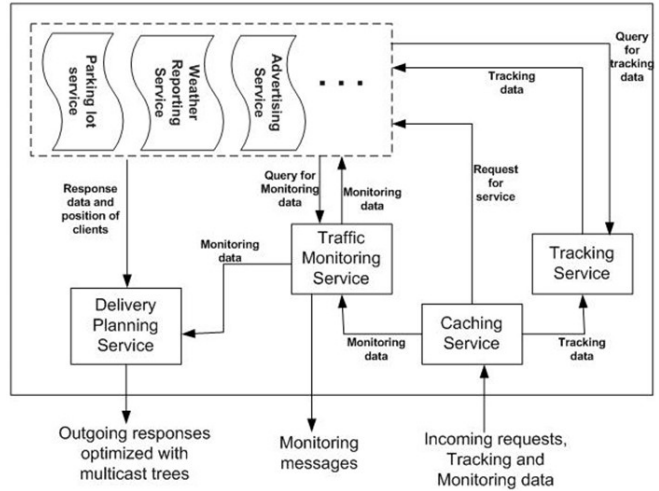 Parking lot
service
Weather
Reporting
Service
Advertising
Service
. . .
Query
for
tracking
data
Tracking
data
Response
data and
position of
clients
Query for
Monitoring
data
Monitoring
data
Request
for
service
Monitoring
data
Traffic
Monitoring
Service
Tracking
Service
Delivery
Planning
Service
Caching
Service
Monitoring
data
Tracking
data
Outgoing responses
optimized with
multicast trees
Monitoring
messages
Incoming requests,
Tracking and
Monitoring data